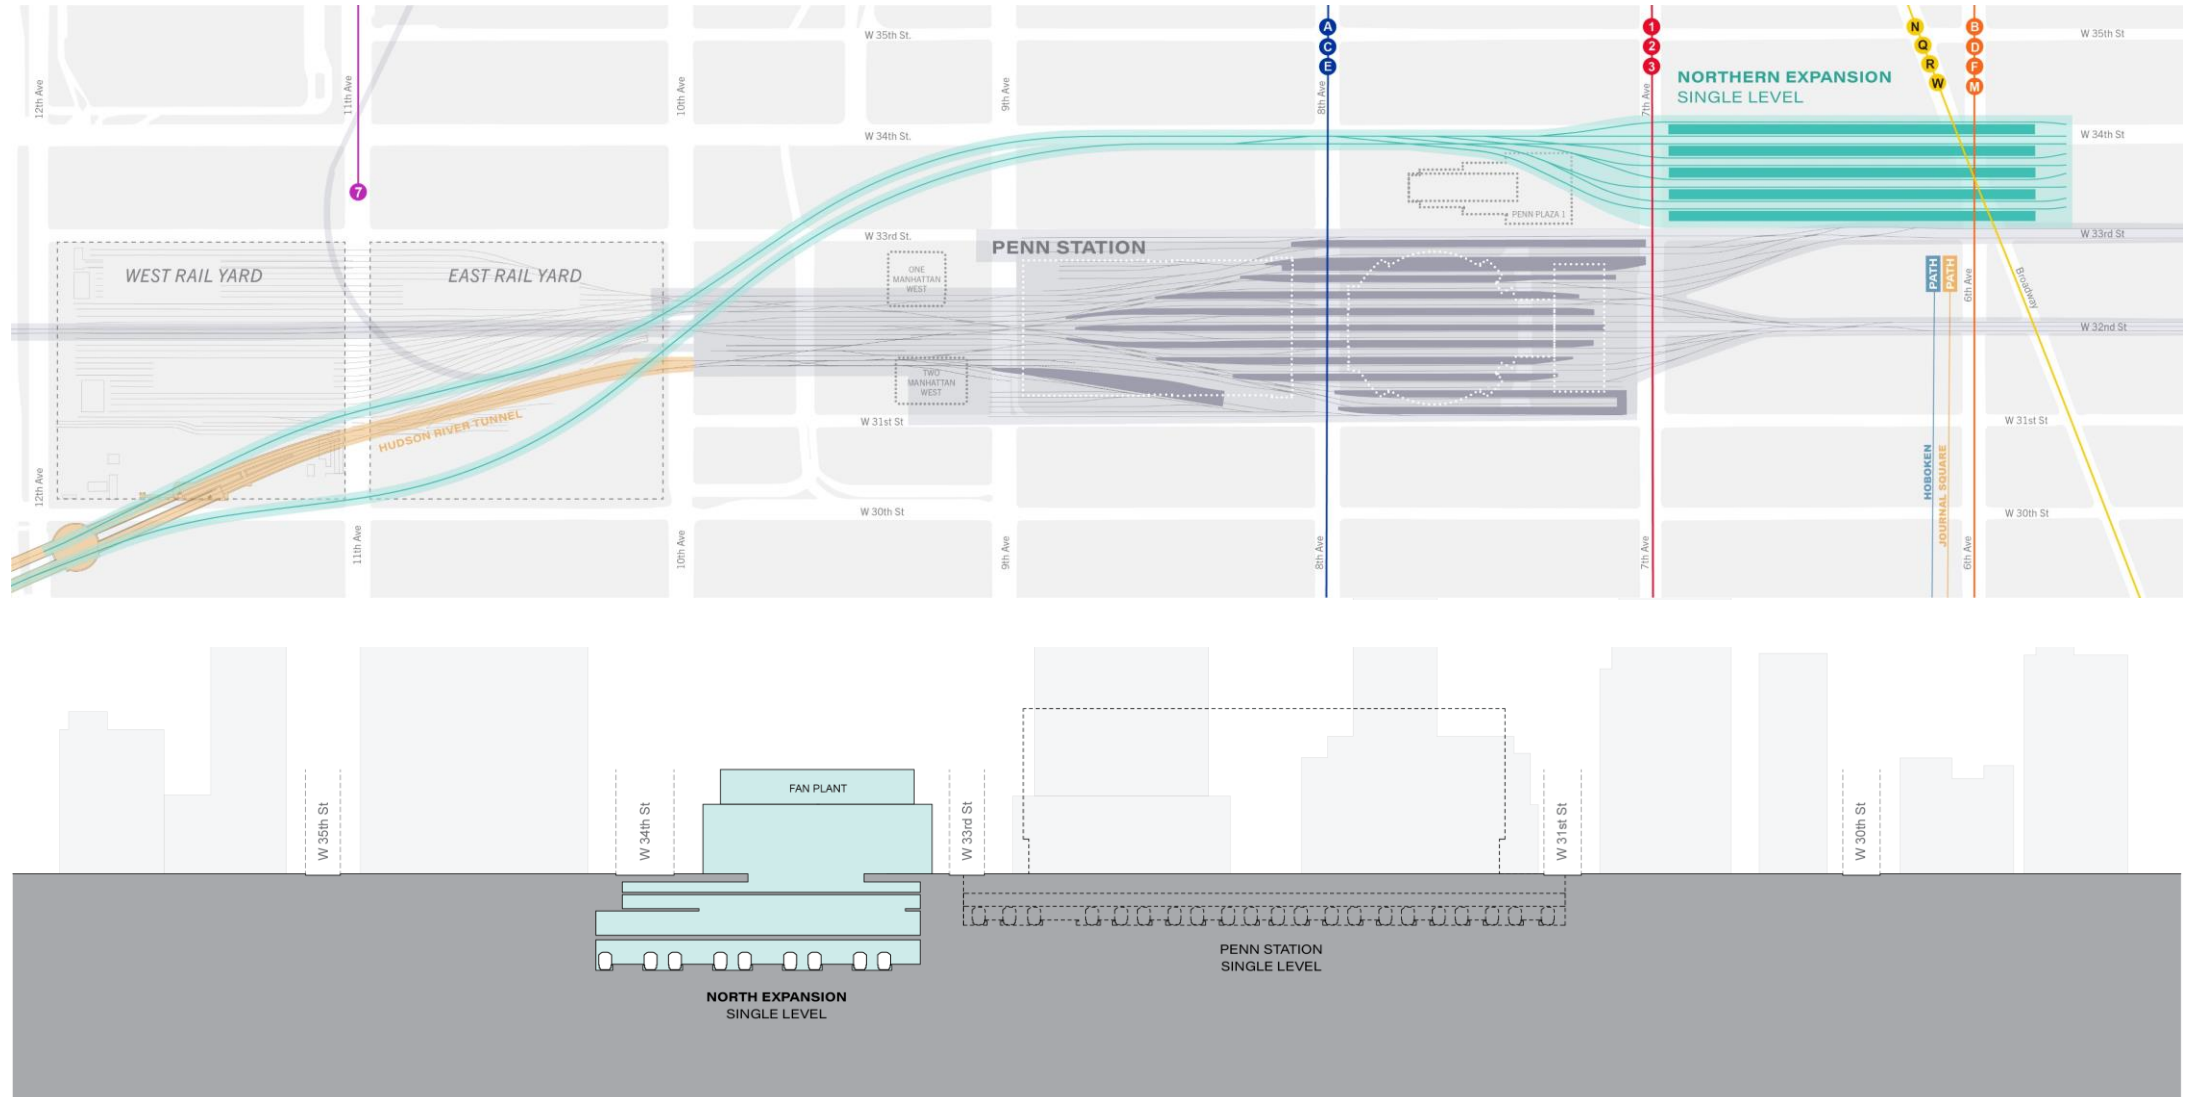 W 35th St.
W 35th St
12th Ave
11th Ave
10th Ave
9th Ave
8th Ave
7th Ave
A
C
E
1
2
3
N
Q
R
W
B
D
F
M
NORTHERN EXPANSION
SINGLE LEVEL
W 34th St.
W 34th St
7
PENN PLAZA 1
W 33rd St.
W 33rd St
PENN STATION
WEST RAIL YARD
EAST RAIL YARD
ONE
MANHATTAN
WEST
PATH
PATH
6th Ave
Broadway
W 32nd St
TWO
MANHATTAN
WEST
HUDSON RIVER TUNNEL
W 31st St
W 31st St
HOBOKEN
JOURNAL SQUARE
12th Ave
11th Ave
10th Ave
9th Ave
8th Ave
7th Ave
6th Ave
W 30th St
W 30th St
FAN PLANT
W 35th St
W 34th St
W 33rd St
W 31st St
W 30th St
PENN STATION
SINGLE LEVEL
NORTH EXPANSION
SINGLE LEVEL